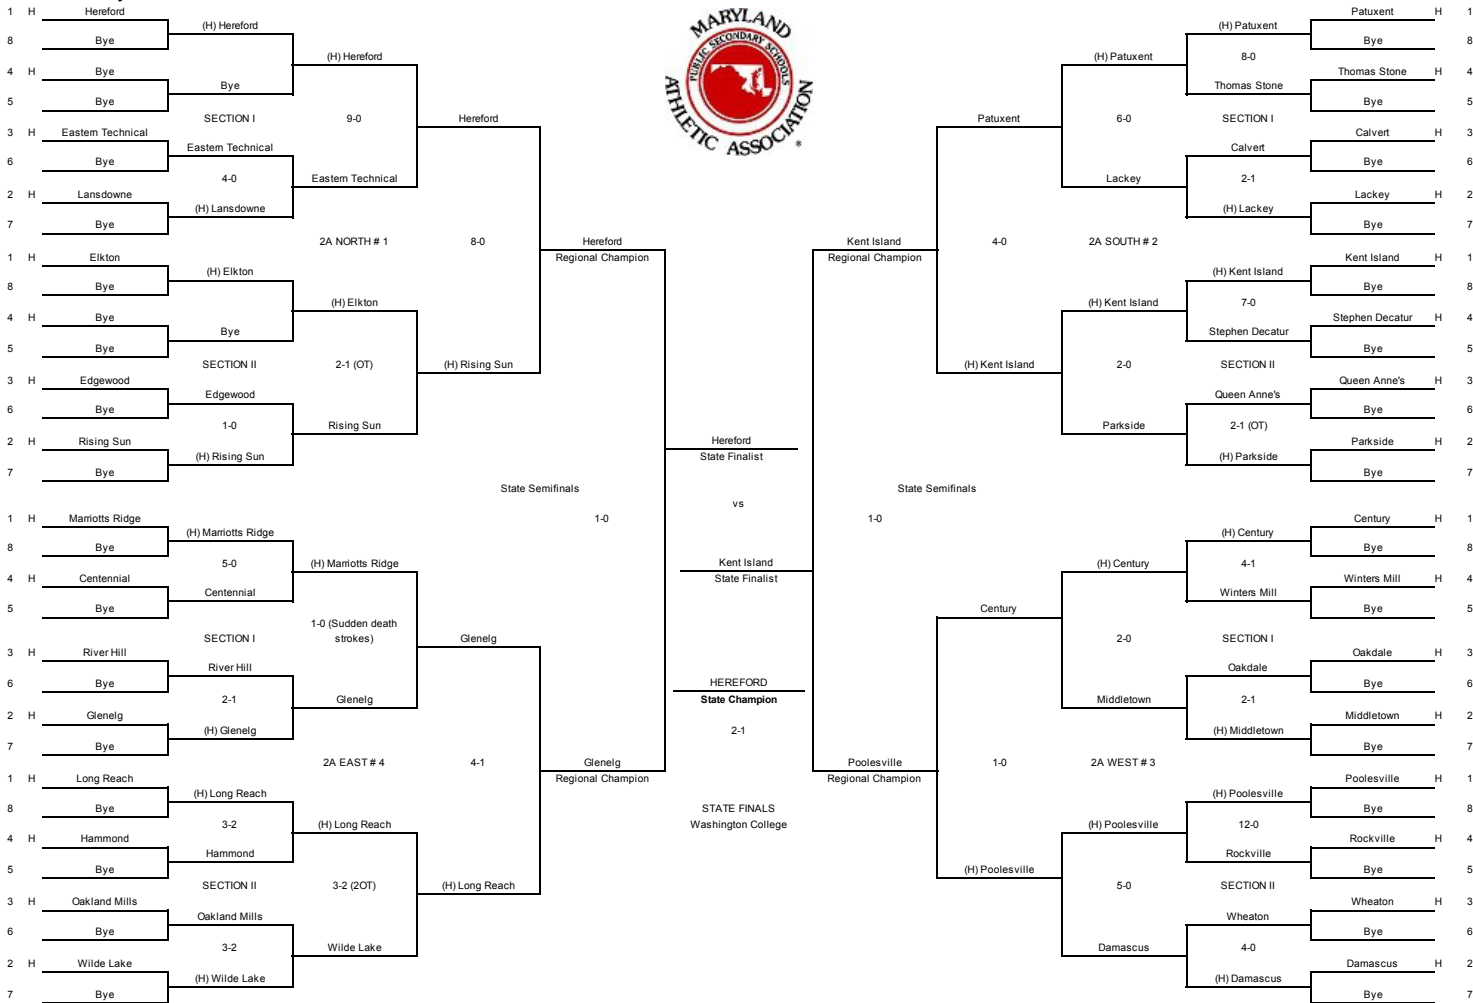 MARYLAND
PUBLIC SECONDARY SCHOOLS
ATHLETIC ASSOCIATION
®
1 H Hereford
(H) Hereford
8 Bye
(H) Hereford
4 H Bye
Bye
5 Bye
SECTION I
9-0
Hereford
3 H Eastern Technical
Eastern Technical
6 Bye
4-0
Eastern Technical
2 H Lansdowne
(H) Lansdowne
7 Bye
2A NORTH # 1
8-0
Hereford
Regional Champion
1 H Elkton
(H) Elkton
8 Bye
(H) Elkton
4 H Bye
Bye
5 Bye
SECTION II
2-1 (OT)
(H) Rising Sun
3 H Edgewood
Edgewood
6 Bye
1-0
Rising Sun
2 H Rising Sun
(H) Rising Sun
7 Bye
State Semifinals
1-0
1 H Marriotts Ridge
(H) Marriotts Ridge
8 Bye
5-0
(H) Marriotts Ridge
4 H Centennial
Centennial
5 Bye
SECTION I
1-0 (Sudden death
strokes)
Glenelg
3 H River Hill
River Hill
6 Bye
2-1
Glenelg
2 H Glenelg
(H) Glenelg
7 Bye
2A EAST # 4
4-1
Glenelg
Regional Champion
1 H Long Reach
(H) Long Reach
8 Bye
3-2
(H) Long Reach
4 H Hammond
Hammond
5 Bye
SECTION II
3-2 (2OT)
(H) Long Reach
3 H Oakland Mills
Oakland Mills
6 Bye
3-2
Wilde Lake
2 H Wilde Lake
(H) Wilde Lake
7 Bye
Hereford
State Finalist
vs
Kent Island
State Finalist
HEREFORD
State Champion
2-1
STATE FINALS
Washington College
Patuxent H 1
(H) Patuxent
Bye 8
(H) Patuxent
8-0
Thomas Stone H 4
Thomas Stone
Bye 5
Patuxent
6-0
SECTION I
Calvert H 3
Calvert
Bye 6
Lackey
2-1
Lackey H 2
(H) Lackey
Bye 7
Kent Island
Regional Champion
4-0
2A SOUTH # 2
Kent Island H 1
(H) Kent Island
Bye 8
(H) Kent Island
7-0
Stephen Decatur H 4
Stephen Decatur
Bye 5
(H) Kent Island
2-0
SECTION II
Queen Anne's H 3
Queen Anne's
Bye 6
Parkside
2-1 (OT)
Parkside H 2
(H) Parkside
Bye 7
State Semifinals
1-0
Century H 1
(H) Century
Bye 8
(H) Century
4-1
Winters Mill H 4
Winters Mill
Bye 5
Century
2-0
SECTION I
Oakdale H 3
Oakdale
Bye 6
Middletown
2-1
Middletown H 2
(H) Middletown
Bye 7
Poolesville
Regional Champion
1-0
2A WEST # 3
Poolesville H 1
(H) Poolesville
Bye 8
(H) Poolesville
12-0
Rockville H 4
Rockville
Bye 5
(H) Poolesville
5-0
SECTION II
Wheaton H 3
Wheaton
Bye 6
Damascus
4-0
Damascus H 2
(H) Damascus
Bye 7